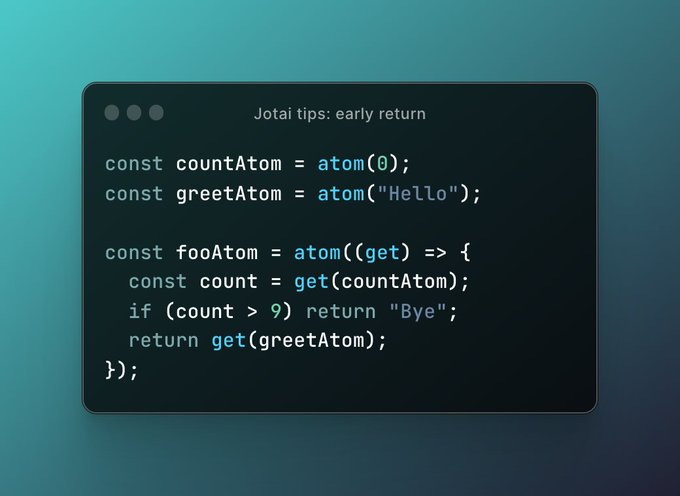 Jotai tips: early return
const countAtom = atom(0);
const greetAtom = atom("Hello");
const fooAtom = atom((get) => {
  const count = get(countAtom);
  if (count > 9) return "Bye";
  return get(greetAtom);
});